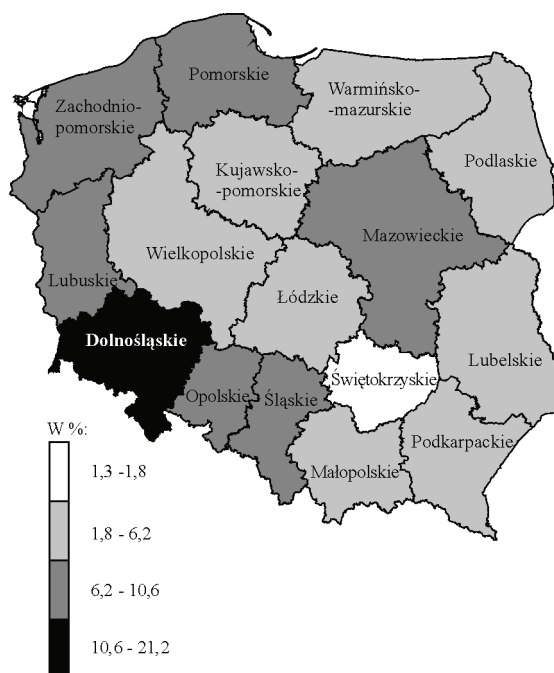 Pomorskie
Zachodnio-
pomorskie
Warmińsko-
-mazurskie
Podlaskie
Kujawsko-
-pomorskie
Mazowieckie
Wielkopolskie
Lubuskie
Łódzkie
Dolnośląskie
Lubelskie
Świętokrzyskie
Opolskie
Śląskie
Podkarpackie
Małopolskie
W %:
1,3 -1,8
1,8 - 6,2
6,2 - 10,6
10,6 - 21,2